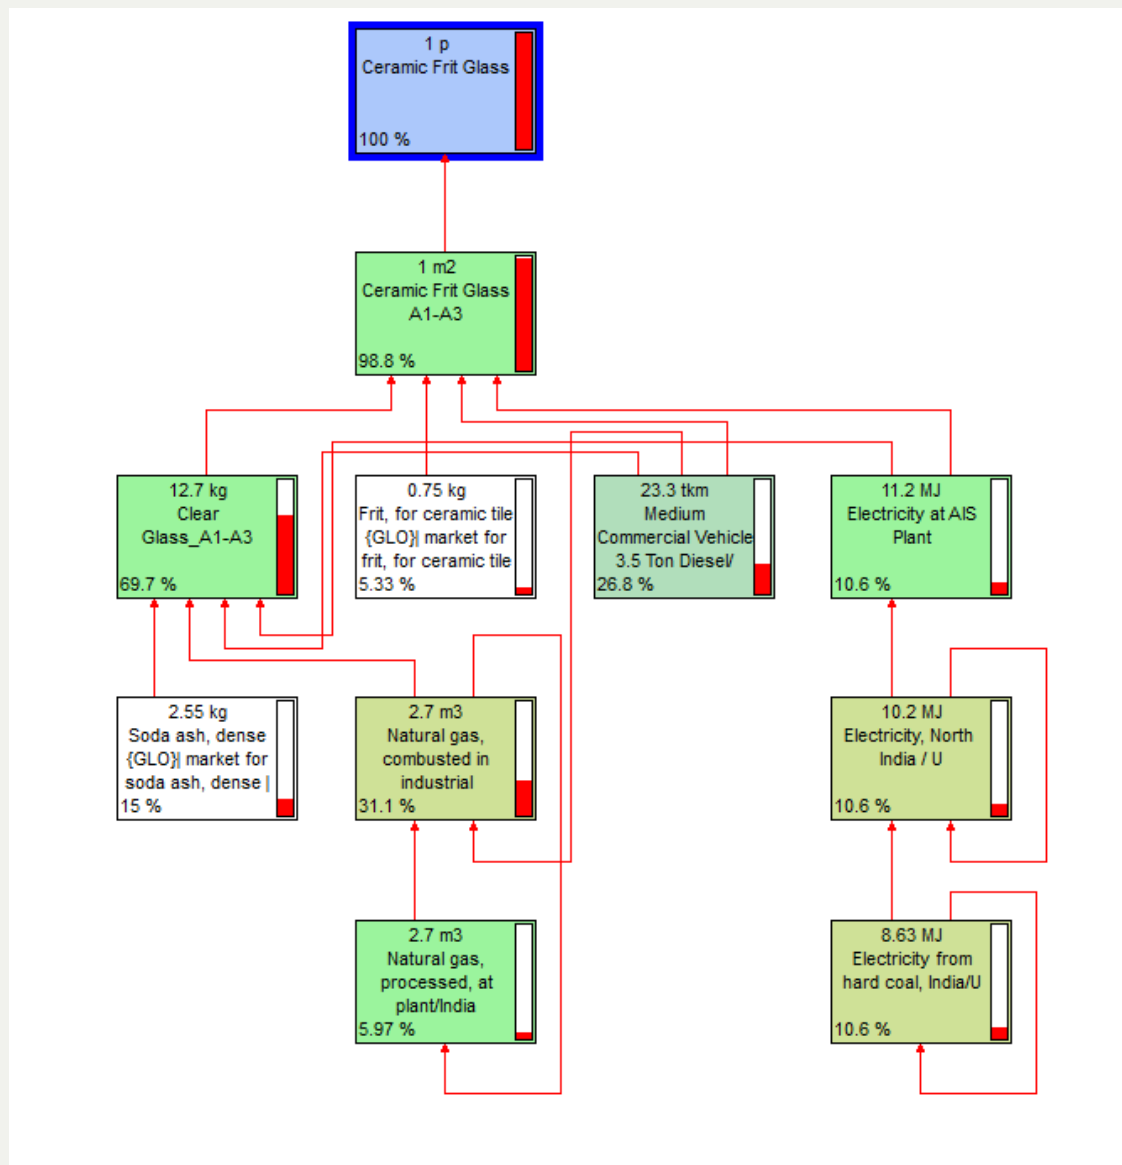 1 p
Ceramic Frit Glass
100 %
1 m2
Ceramic Frit Glass
A1-A3
98.8 %
12.7 kg
Clear
Glass_A1-A3
69.7 %
0.75 kg
Frit, for ceramic tile
{GLO}| market for
frit, for ceramic tile
5.33 %
23.3 tkm
Medium
Commercial Vehicle
3.5 Ton Diesel/
26.8 %
11.2 MJ
Electricity at AIS
Plant
10.6 %
2.55 kg
Soda ash, dense
{GLO}| market for
soda ash, dense |
15 %
2.7 m3
Natural gas,
combusted in
industrial
31.1 %
10.2 MJ
Electricity, North
India / U
10.6 %
2.7 m3
Natural gas,
processed, at
plant/India
5.97 %
8.63 MJ
Electricity from
hard coal, India/U
10.6 %